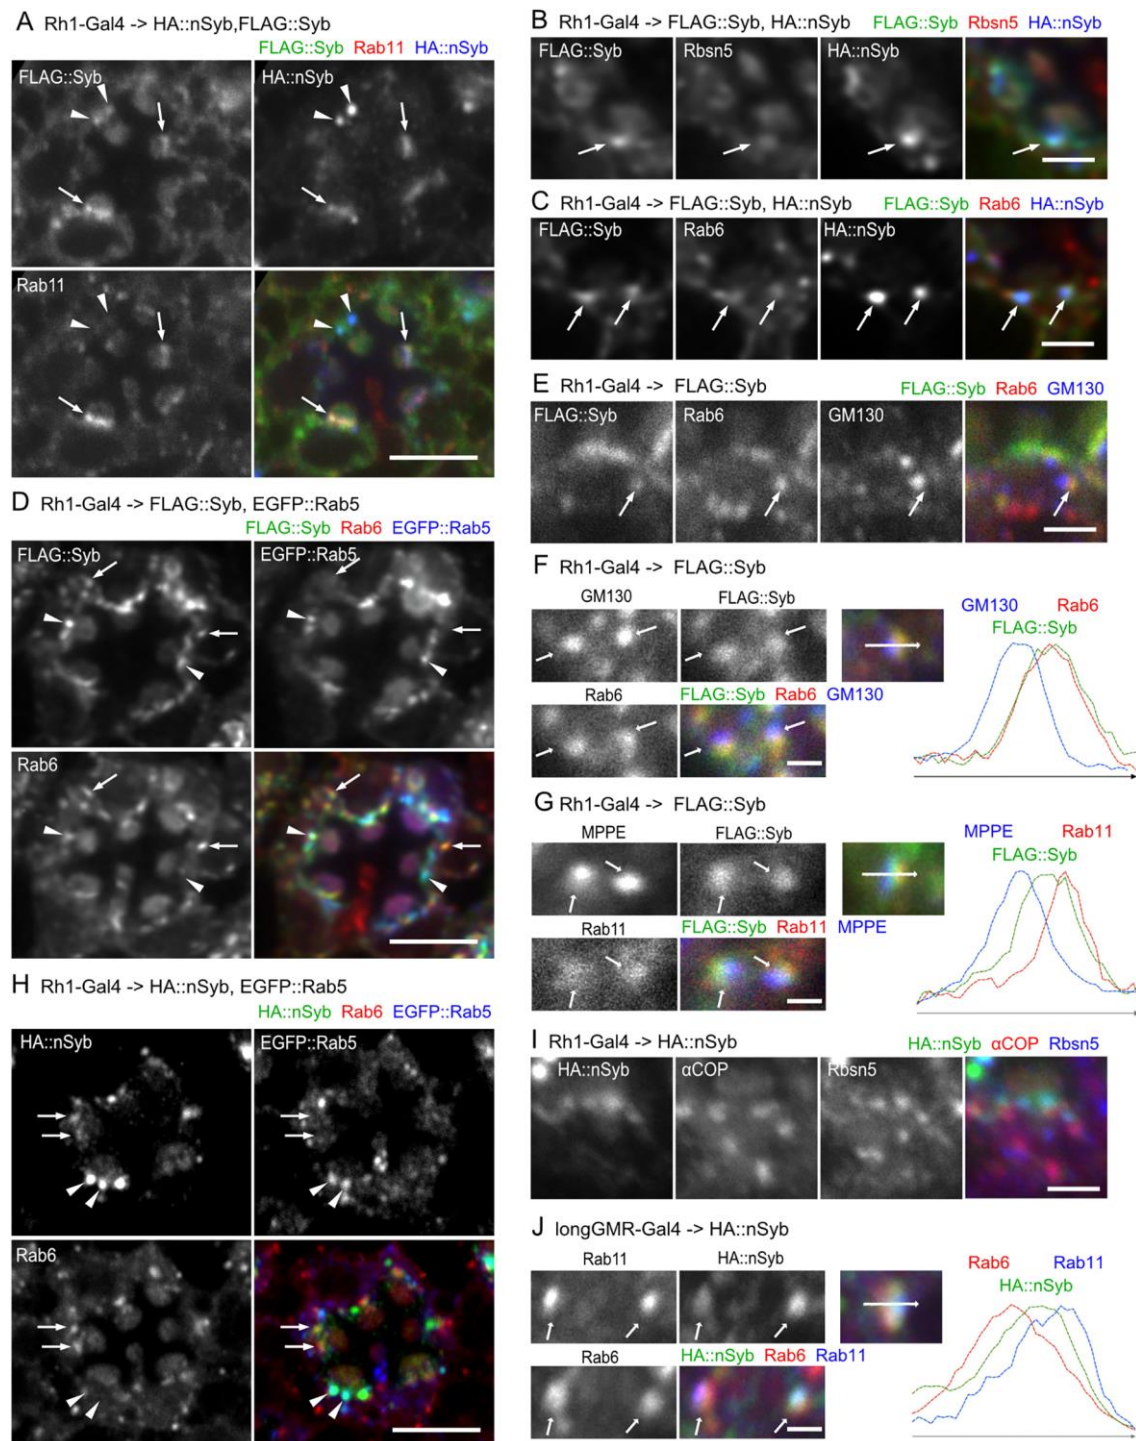 A Rh1-Gal4 -> HA::nSyb,FLAG::Syb
FLAG::Syb Rab11 HA::nSyb
FLAG::Syb
HA::nSyb
Rab11
B Rh1-Gal4 -> FLAG::Syb, HA::nSyb FLAG::Syb Rbsn5 HA::nSyb
FLAG::Syb
Rbsn5
HA::nSyb
C Rh1-Gal4 -> FLAG::Syb, HA::nSyb FLAG::Syb Rab6 HA::nSyb
FLAG::Syb
Rab6
HA::nSyb
D Rh1-Gal4 -> FLAG::Syb, EGFP::Rab5
FLAG::Syb Rab6 EGFP::Rab5
FLAG::Syb
EGFP::Rab5
Rab6
E Rh1-Gal4 -> FLAG::Syb
FLAG::Syb Rab6 GM130
FLAG::Syb
Rab6
GM130
F Rh1-Gal4 -> FLAG::Syb
GM130
FLAG::Syb
Rab6
FLAG::Syb Rab6 GM130
GM130 Rab6
FLAG::Syb
G Rh1-Gal4 -> FLAG::Syb
MPPE
FLAG::Syb
Rab11
FLAG::Syb Rab11 MPPE
MPPE Rab11
FLAG::Syb
H Rh1-Gal4 -> HA::nSyb, EGFP::Rab5
HA::nSyb Rab6 EGFP::Rab5
HA::nSyb
EGFP::Rab5
Rab6
I Rh1-Gal4 -> HA::nSyb
HA::nSyb αCOP Rbsn5
HA::nSyb
αCOP
Rbsn5
J longGMR-Gal4 -> HA::nSyb
Rab11
HA::nSyb
Rab6
HA::nSyb Rab6 Rab11
Rab6 Rab11
HA::nSyb